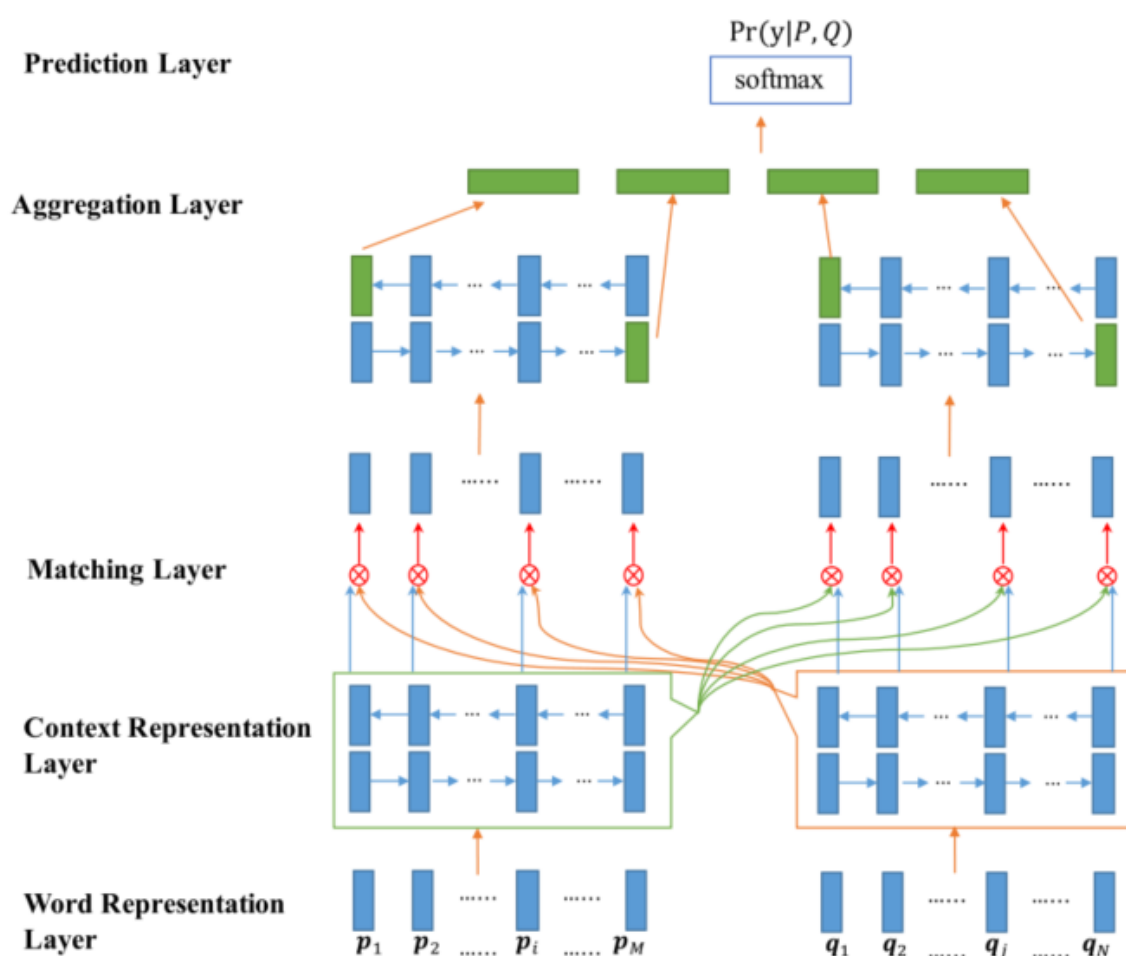 Pr(y|P, Q)
Prediction Layer
softmax
Aggregation Layer
... ... ... ...
... ... ... ...
...... ...... ...... ......
Matching Layer
Context Representation
Layer
... ... ... ...
... ... ... ...
Word Representation
Layer
...... ...... ...... ......
p1 p2 ...... pi ...... pM q1 q2 ...... qj ...... qN